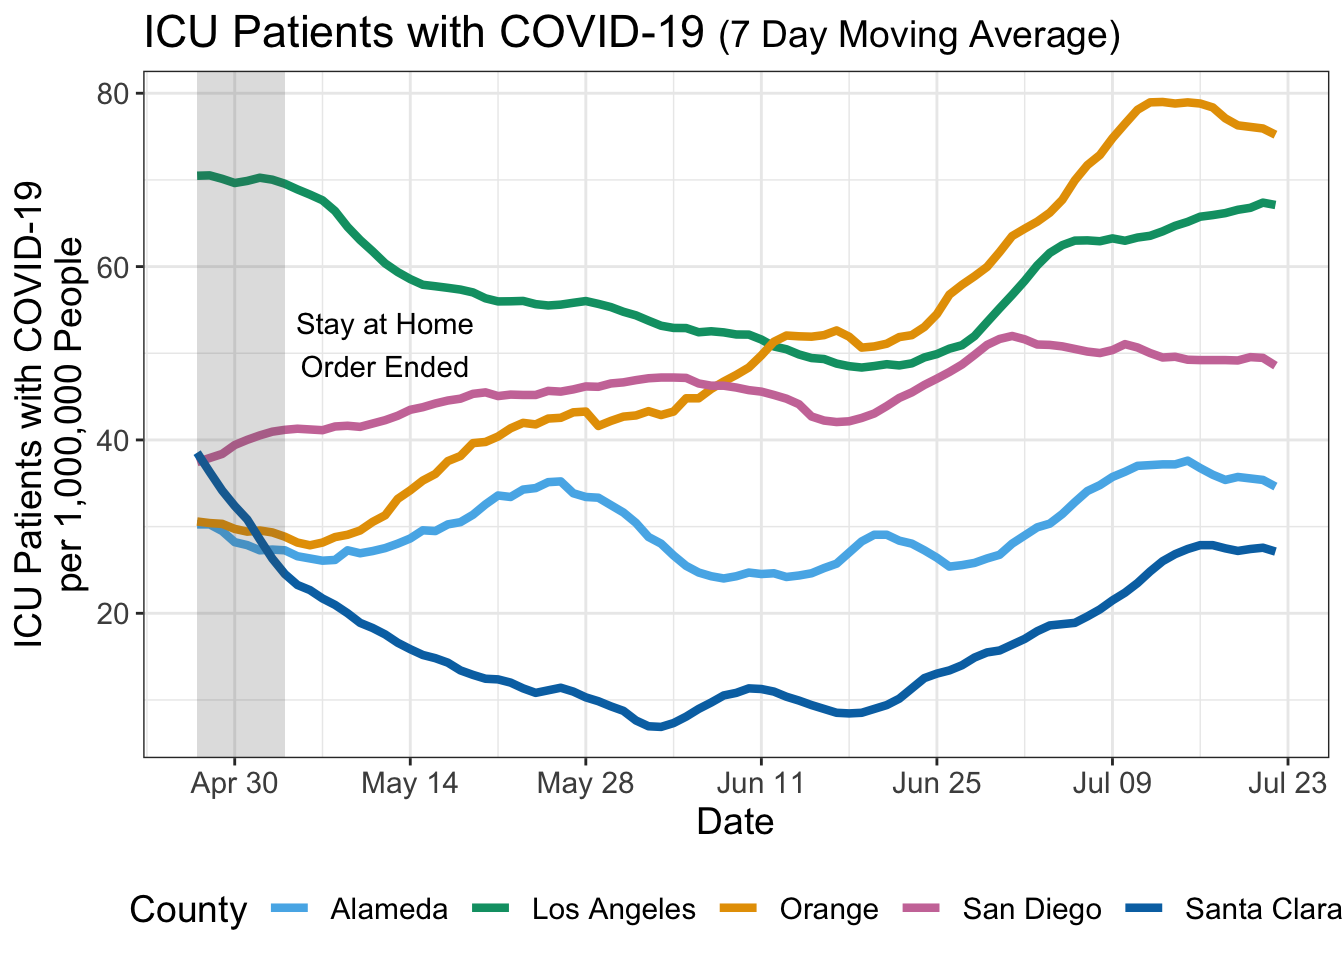 ICU Patients with COVID-19 (7 Day Moving Average)
ICU Patients with COVID-19
per 1,000,000 People
80
60
40
20
Stay at Home
Order Ended
Apr 30
May 14
May 28
Jun 11
Jun 25
Jul 09
Jul 23
Date
County
Alameda
Los Angeles
Orange
San Diego
Santa Clara